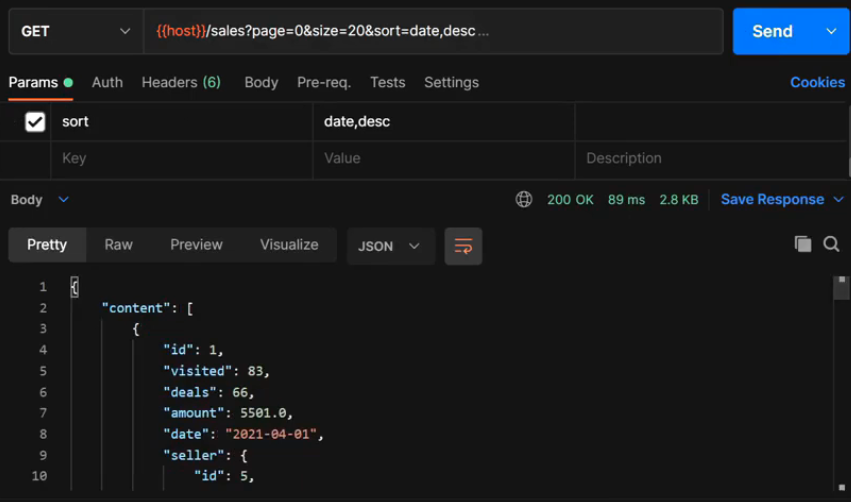 GET {{host}}/sales?page=0&size=20&sort=date,desc... Send
Params Auth Headers (6) Body Pre-req. Tests Settings Cookies
sort date,desc
Key Value Description
Body 200 OK 89 ms 2.8 KB Save Response
Pretty Raw Preview Visualize JSON
1 {
2 "content": [
3 {
4 "id": 1,
5 "visited": 83,
6 "deals": 66,
7 "amount": 5501.0,
8 "date": "2021-04-01",
9 "seller": {
10 "id": 5,